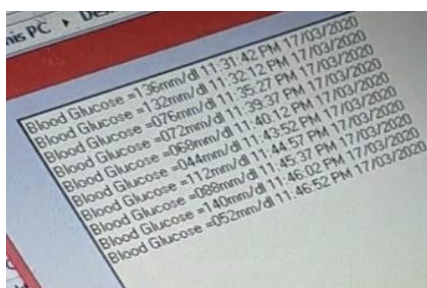 his PC
Blood Glucose =136mm/dl 11:31:42 PM 17/03/2020
Blood Glucose =132mm/dl 11:32:12 PM 17/03/2020
Blood Glucose =076mm/dl 11:35:27 PM 17/03/2020
Blood Glucose =072mm/dl 11:39:37 PM 17/03/2020
Blood Glucose =068mm/dl 11:40:12 PM 17/03/2020
Blood Glucose =044mm/dl 11:43:52 PM 17/03/2020
Blood Glucose =112mm/dl 11:44:57 PM 17/03/2020
Blood Glucose =088mm/dl 11:45:37 PM 17/03/2020
Blood Glucose =140mm/dl 11:46:02 PM 17/03/2020
Blood Glucose =052mm/dl 11:46:52 PM 17/03/2020